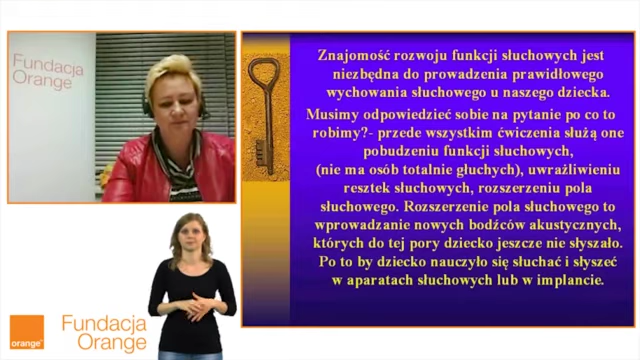 Fundacja
Orange
Znajomość rozwoju funkcji słuchowych jest
niezbędna do prowadzenia prawidłowego
wychowania słuchowego u naszego dziecka.
Musimy odpowiedzieć sobie na pytanie po co to
robimy?- przede wszystkim ćwiczenia służą one
pobudzeniu funkcji słuchowych,
(nie ma osób totalnie głuchych), uwrażliwieniu
resztek słuchowych, rozszerzeniu pola
słuchowego. Rozszerzenie pola słuchowego to
wprowadzanie nowych bodźców akustycznych,
których do tej pory dziecko jeszcze nie słyszało.
Po to by dziecko nauczyło się słuchać i słyszeć
w aparatach słuchowych lub w implancie.
orange™
Fundacja
Orange